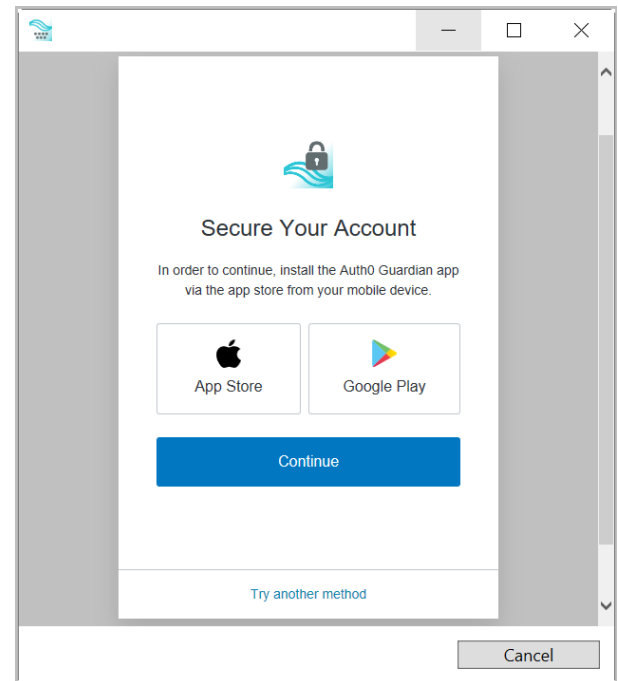 Secure Your Account
In order to continue, install the Auth0 Guardian app
via the app store from your mobile device.
App Store
Google Play
Continue
Try another method
Cancel